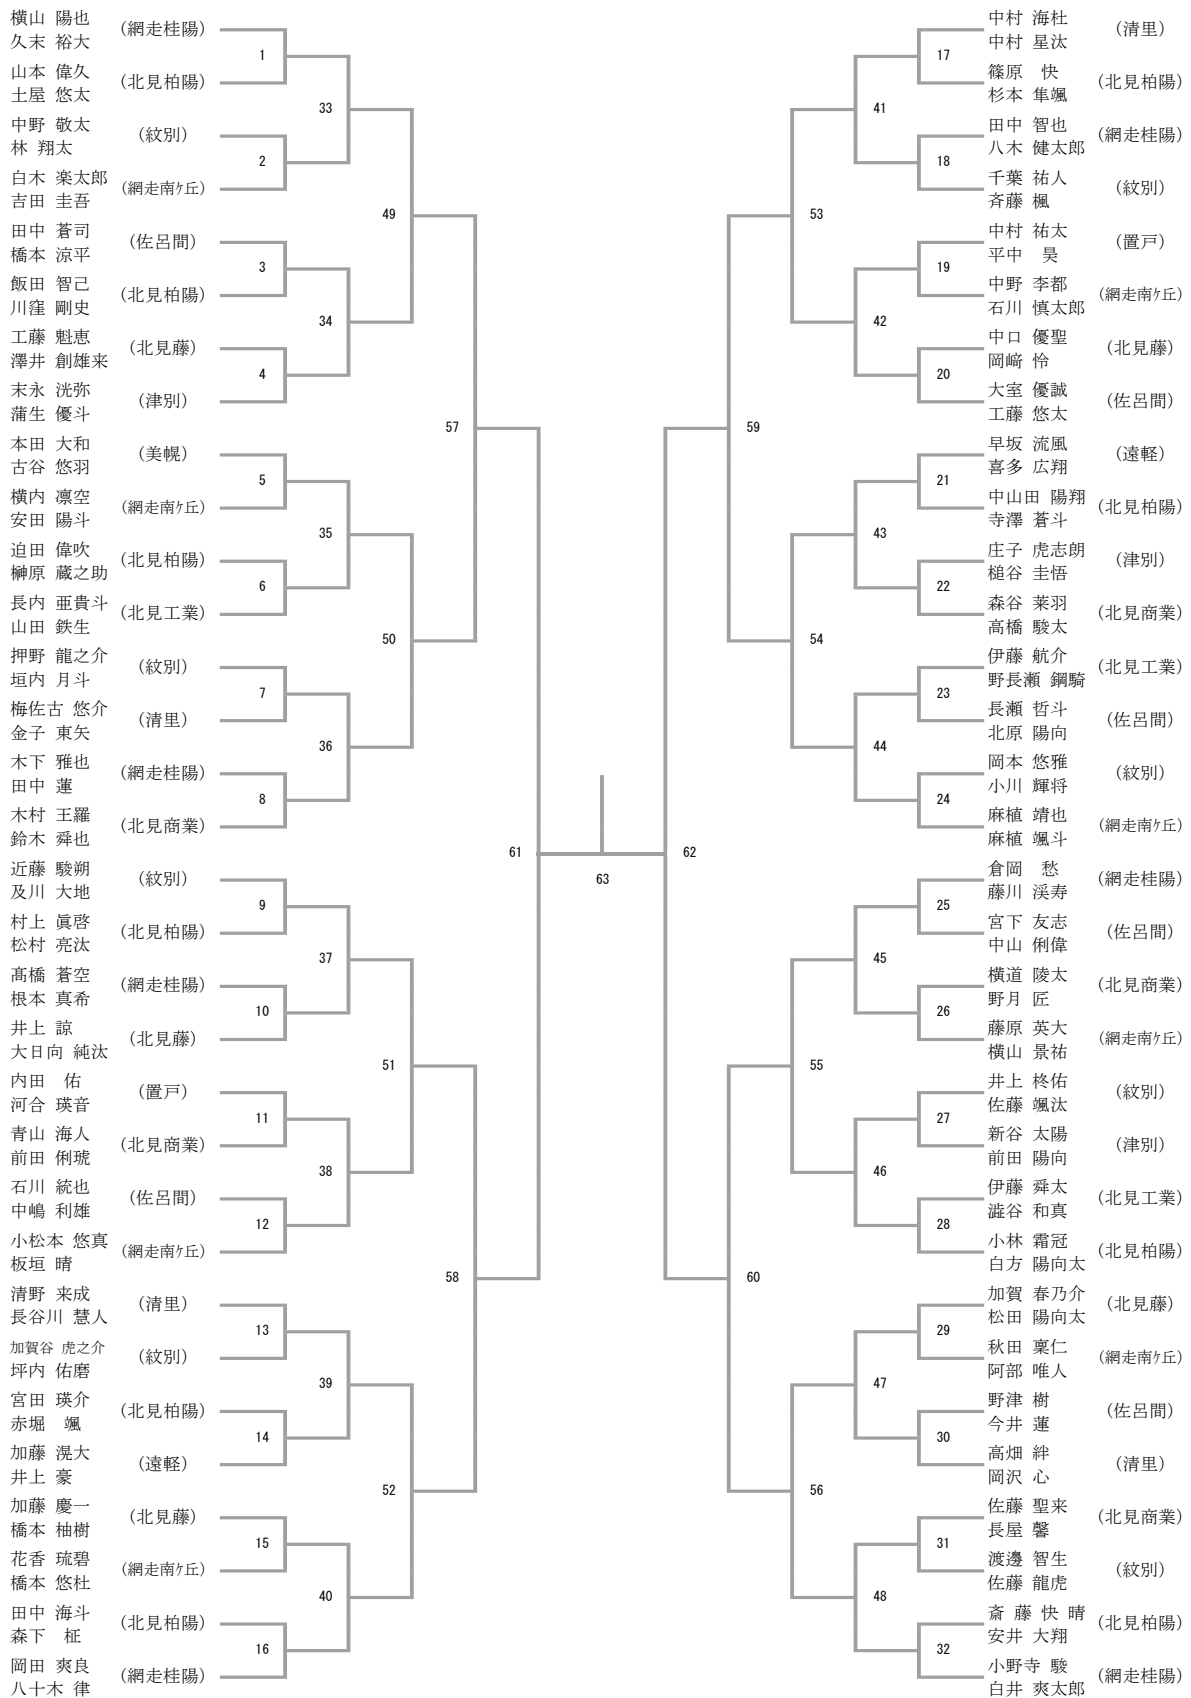 横山 陽也
久末 裕大
(網走桂陽)
1
山本 偉久
土屋 悠太
(北見柏陽)
33
中野 敬太
林 翔太
(紋別)
2
白木 楽太郎
吉田 圭吾
(網走南ケ丘)
49
田中 蒼司
橋本 涼平
(佐呂間)
3
飯田 智己
川窪 剛史
(北見柏陽)
34
工藤 魁恵
澤井 創雄来
(北見藤)
4
末永 洸弥
蒲生 優斗
(津別)
57
本田 大和
古谷 悠羽
(美幌)
5
横内 凛空
安田 陽斗
(網走南ケ丘)
35
迫田 偉吹
榊原 蔵之助
(北見柏陽)
6
長内 亜貴斗
山田 鉄生
(北見工業)
50
押野 龍之介
垣内 月斗
(紋別)
7
梅佐古 悠介
金子 東矢
(清里)
36
木下 雅也
田中 蓮
(網走桂陽)
8
木村 王羅
鈴木 舜也
(北見商業)
61
近藤 駿朔
及川 大地
(紋別)
9
村上 眞啓
松村 亮汰
(北見柏陽)
37
髙橋 蒼空
根本 真希
(網走桂陽)
10
井上 諒
大日向 純汰
(北見藤)
51
内田 佑
河合 瑛音
(置戸)
11
青山 海人
前田 俐琥
(北見商業)
38
石川 統也
中嶋 利雄
(佐呂間)
12
小松本 悠真
板垣 晴
(網走南ケ丘)
58
清野 来成
長谷川 慧人
(清里)
13
加賀谷 虎之介
坪内 佑磨
(紋別)
39
宮田 瑛介
赤堀 颯
(北見柏陽)
14
加藤 滉大
井上 豪
(遠軽)
52
加藤 慶一
橋本 柚樹
(北見藤)
15
花香 琉碧
橋本 悠杜
(網走南ケ丘)
40
田中 海斗
森下 柾
(北見柏陽)
16
岡田 爽良
八十木 律
(網走桂陽)
63
中村 海杜
中村 星汰
(清里)
17
篠原 快
杉本 隼颯
(北見柏陽)
41
田中 智也
八木 健太郎
(網走桂陽)
18
千葉 祐人
斉藤 楓
(紋別)
53
中村 祐太
平中 昊
(置戸)
19
中野 李都
石川 慎太郎
(網走南ケ丘)
42
中口 優聖
岡﨑 怜
(北見藤)
20
大室 優誠
工藤 悠太
(佐呂間)
59
早坂 流風
喜多 広翔
(遠軽)
21
中山田 陽翔
寺澤 蒼斗
(北見柏陽)
43
庄子 虎志朗
槌谷 圭悟
(津別)
22
森谷 茉羽
高橋 駿太
(北見商業)
54
伊藤 航介
野長瀬 鋼騎
(北見工業)
23
長瀬 哲斗
北原 陽向
(佐呂間)
44
岡本 悠雅
小川 輝将
(紋別)
24
麻植 靖也
麻植 颯斗
(網走南ケ丘)
62
倉岡 愁
藤川 渓寿
(網走桂陽)
25
宮下 友志
中山 俐偉
(佐呂間)
45
横道 陵太
野月 匠
(北見商業)
26
藤原 英大
横山 景祐
(網走南ケ丘)
55
井上 柊佑
佐藤 颯汰
(紋別)
27
新谷 太陽
前田 陽向
(津別)
46
伊藤 舜太
澁谷 和真
(北見工業)
28
小林 霜冠
白方 陽向太
(北見柏陽)
60
加賀 春乃介
松田 陽向太
(北見藤)
29
秋田 稟仁
阿部 唯人
(網走南ケ丘)
47
野津 樹
今井 蓮
(佐呂間)
30
高畑 絆
岡沢 心
(清里)
56
佐藤 聖来
長屋 馨
(北見商業)
31
渡邊 智生
佐藤 龍虎
(紋別)
48
斎 藤 快 晴
安井 大翔
(北見柏陽)
32
小野寺 駿
白井 爽太郎
(網走桂陽)